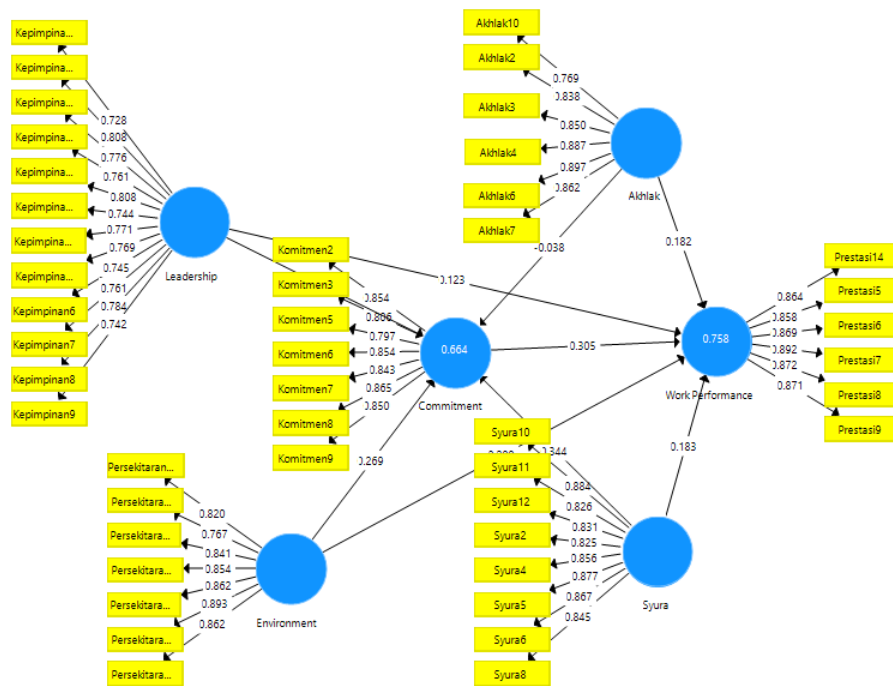 Kepimpina...
Kepimpina...
Kepimpina...
Kepimpina...
Kepimpina...
Kepimpina...
Kepimpina...
Kepimpina...
Kepimpinan6
Kepimpinan7
Kepimpinan8
Kepimpinan9
0.728
0.808
0.776
0.761
0.808
0.744
0.771
0.769
0.745
0.761
0.784
0.742
Leadership
Akhlak10
Akhlak2
Akhlak3
Akhlak4
Akhlak6
Akhlak7
0.769
0.838
0.850
0.887
0.897
0.862
Akhlak
-0.038
0.182
0.123
Komitmen2
Komitmen3
Komitmen5
Komitmen6
Komitmen7
Komitmen8
Komitmen9
0.854
0.806
0.797
0.854
0.843
0.865
0.850
0.664
Commitment
0.305
0.758
Work Performance
Prestasi14
Prestasi5
Prestasi6
Prestasi7
Prestasi8
Prestasi9
0.864
0.858
0.869
0.892
0.872
0.871
0.269
0.183
Persekitaran...
Persekitara...
Persekitara...
Persekitara...
Persekitara...
Persekitara...
Persekitara...
0.820
0.767
0.841
0.854
0.862
0.893
0.862
Environment
Syura10
Syura11
Syura12
Syura2
Syura4
Syura5
Syura6
Syura8
0.884
0.826
0.831
0.825
0.856
0.877
0.867
0.845
Syura